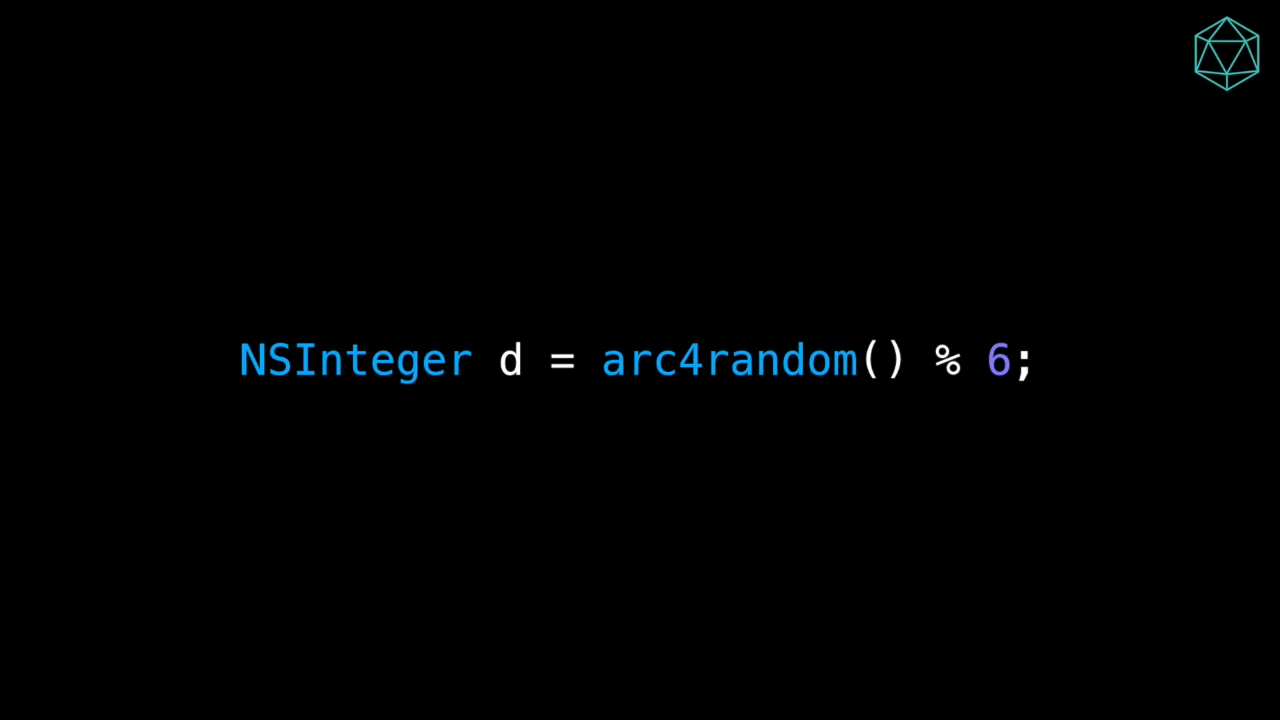 NSInteger d = arc4random() % 6;